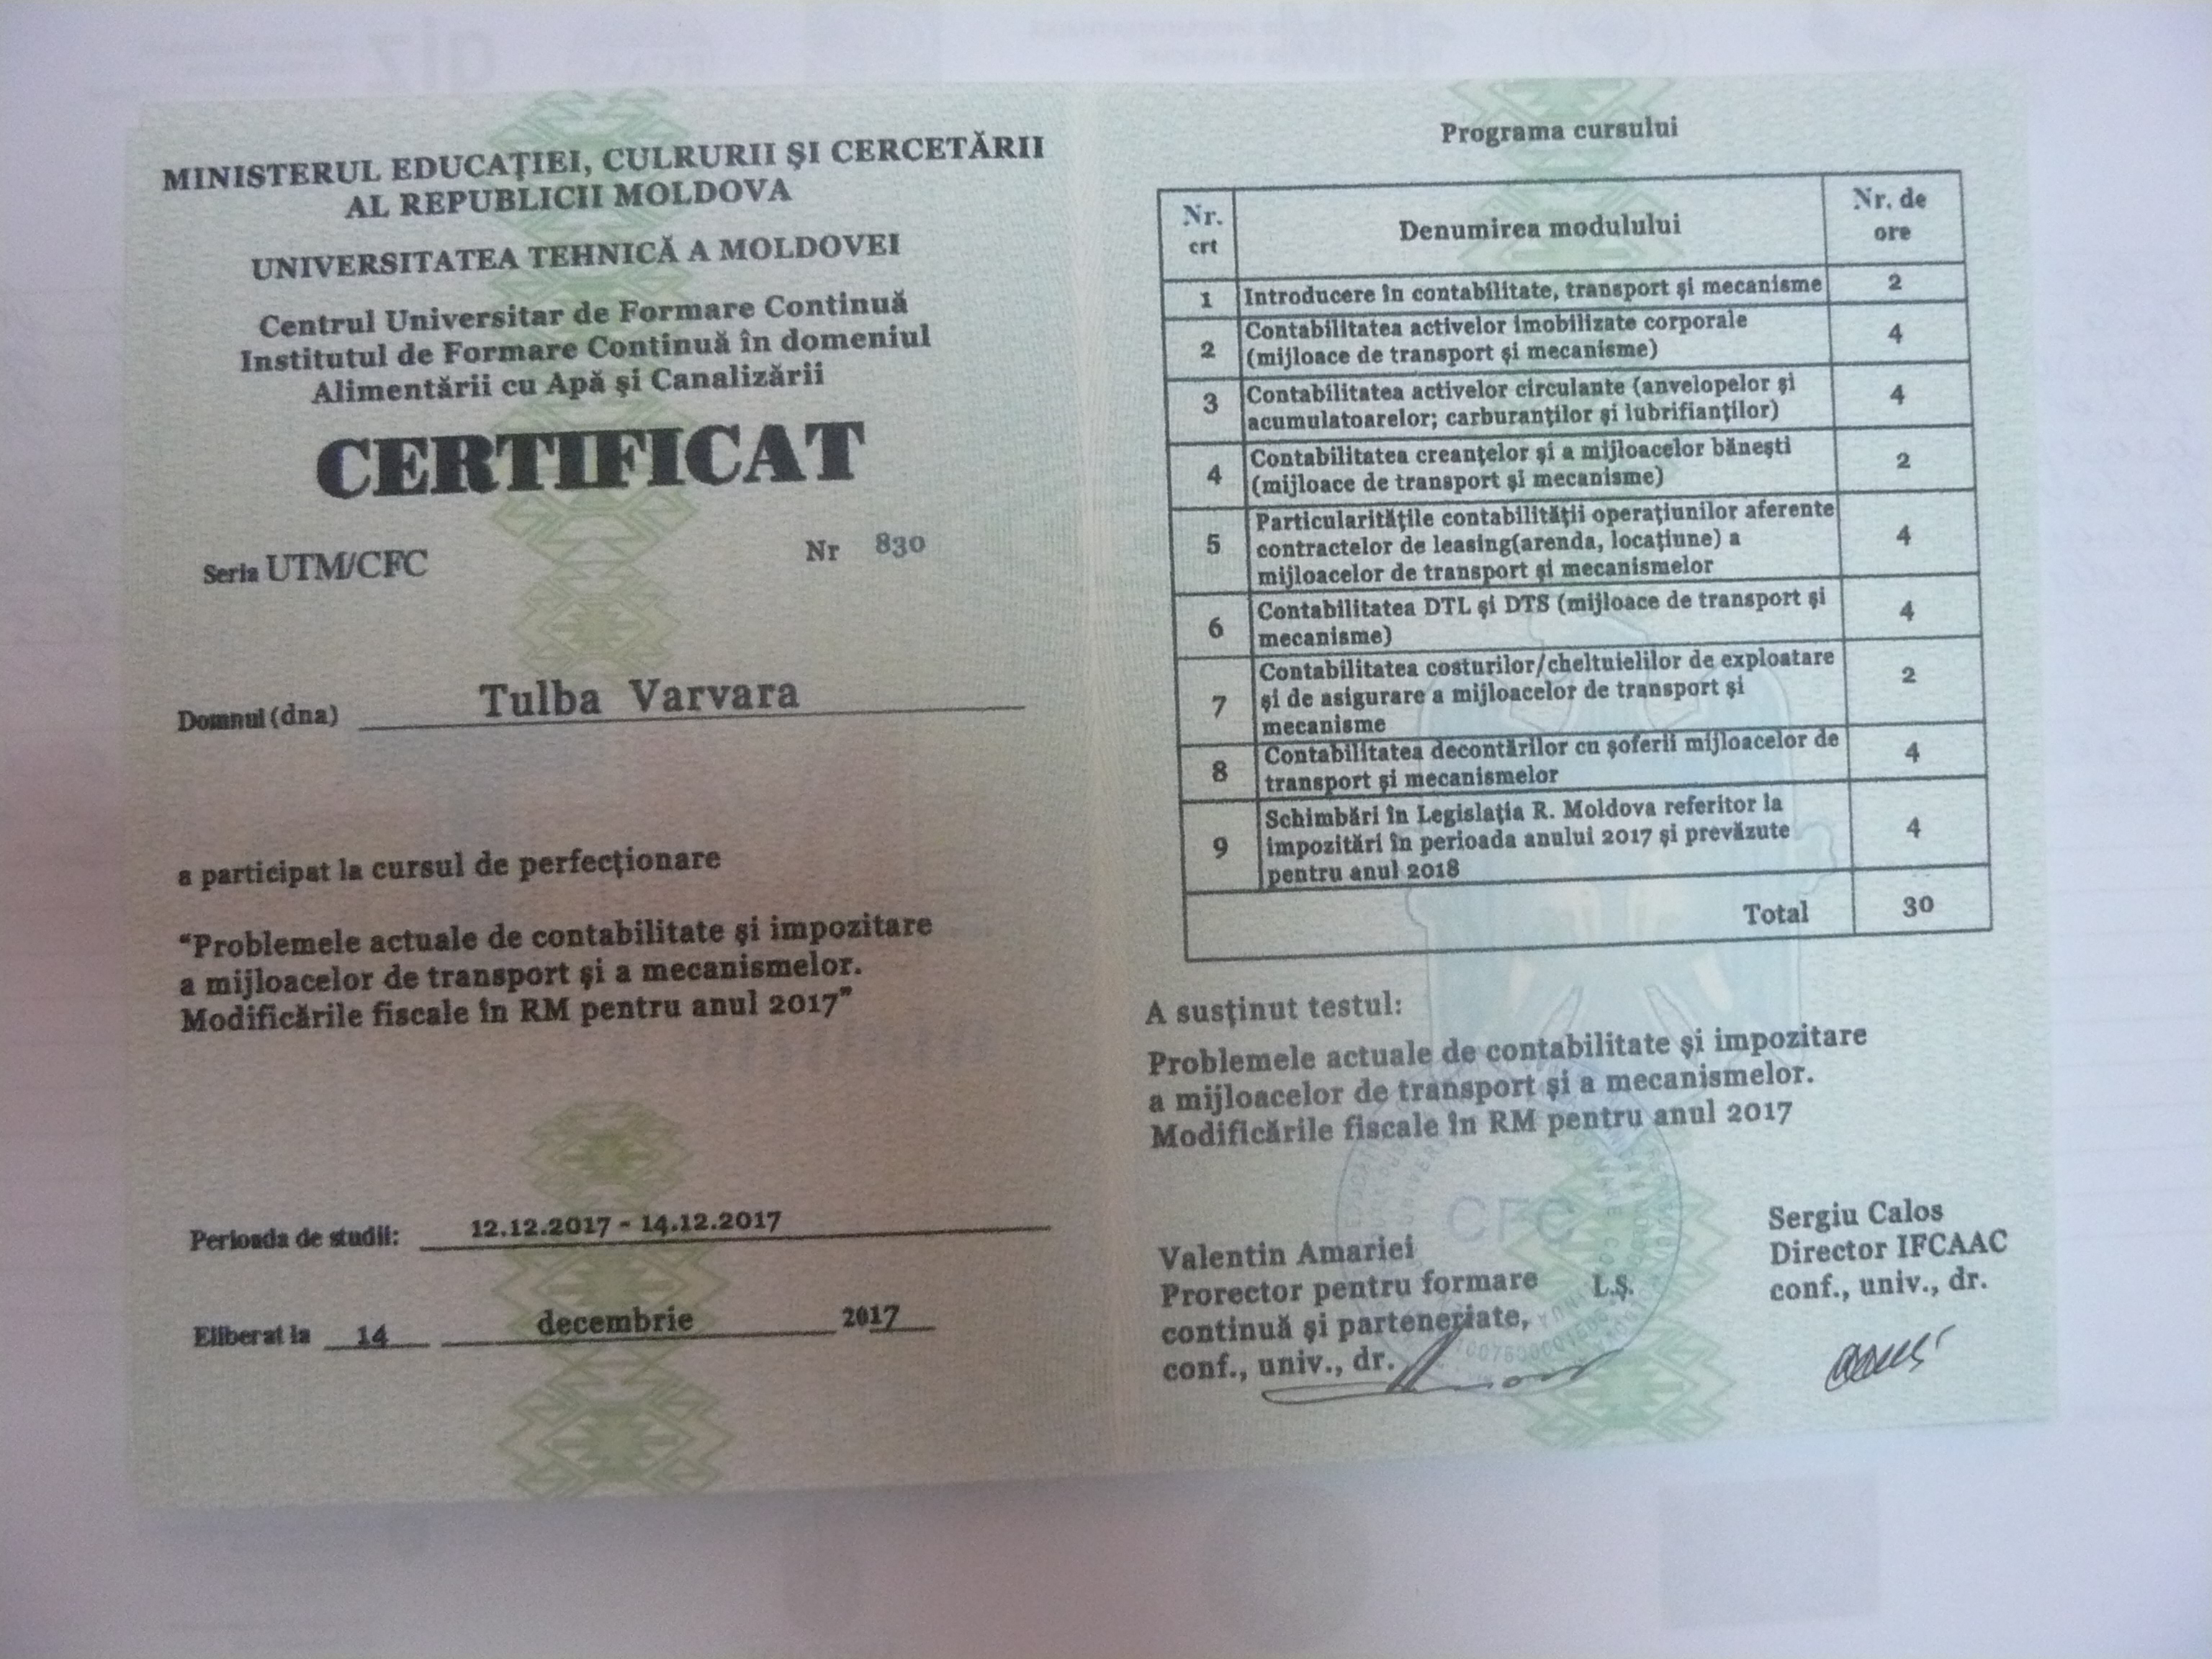 MINISTERUL EDUCAŢIEI, CULRURII ŞI CERCETĂRII
AL REPUBLICII MOLDOVA
UNIVERSITATEA TEHNICĂ A MOLDOVEI
Centrul Universitar de Formare Continuă
Institutul de Formare Continuă în domeniul
Alimentării cu Apă şi Canalizării
CERTIFICAT
Seria UTM/CFC Nr 830
Domnul (dna) Tulba Varvara
a participat la cursul de perfecţionare
“Problemele actuale de contabilitate şi impozitare
a mijloacelor de transport şi a mecanismelor.
Modificările fiscale în RM pentru anul 2017”
Perioada de studii: 12.12.2017 - 14.12.2017
Eliberat la 14 decembrie 2017
Programa cursului
Nr. crt Denumirea modulului Nr. de ore
1 Introducere în contabilitate, transport şi mecanisme 2
2 Contabilitatea activelor imobilizate corporale
(mijloace de transport şi mecanisme) 4
3 Contabilitatea activelor circulante (anvelopelor şi
acumulatoarelor; carburanţilor şi lubrifianţilor) 4
4 Contabilitatea creanţelor şi a mijloacelor băneşti
(mijloace de transport şi mecanisme) 2
5 Particularităţile contabilităţii operaţiunilor aferente
contractelor de leasing(arenda, locaţiune) a
mijloacelor de transport şi mecanismelor 4
6 Contabilitatea DTL şi DTS (mijloace de transport şi
mecanisme) 4
7 Contabilitatea costurilor/cheltuielilor de exploatare
şi de asigurare a mijloacelor de transport şi
mecanisme 2
8 Contabilitatea decontărilor cu şoferii mijloacelor de
transport şi mecanismelor 4
9 Schimbări în Legislaţia R. Moldova referitor la
impozitări în perioada anului 2017 şi prevăzute
pentru anul 2018 4
Total 30
A susţinut testul:
Problemele actuale de contabilitate şi impozitare
a mijloacelor de transport şi a mecanismelor.
Modificările fiscale în RM pentru anul 2017
Valentin Amariei
Prorector pentru formare
continuă şi parteneriate,
conf., univ., dr.
L.Ş.
CFC
Sergiu Calos
Director IFCAAC
conf., univ., dr.